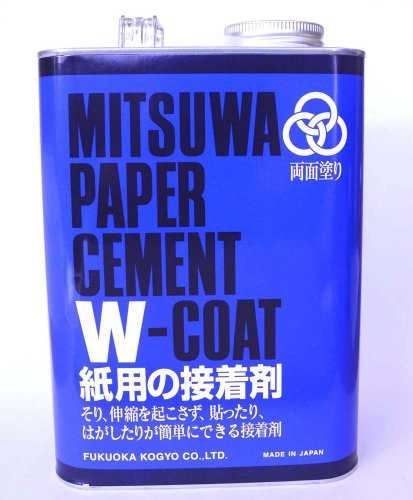 MITSUWA
PAPER
CEMENT
W-COAT
両面塗り
紙用の接着剤
そり、伸縮を起こさず、貼ったり、
はがしたりが簡単にできる接着剤
FUKUOKA KOGYO CO.,LTD.
MADE IN JAPAN